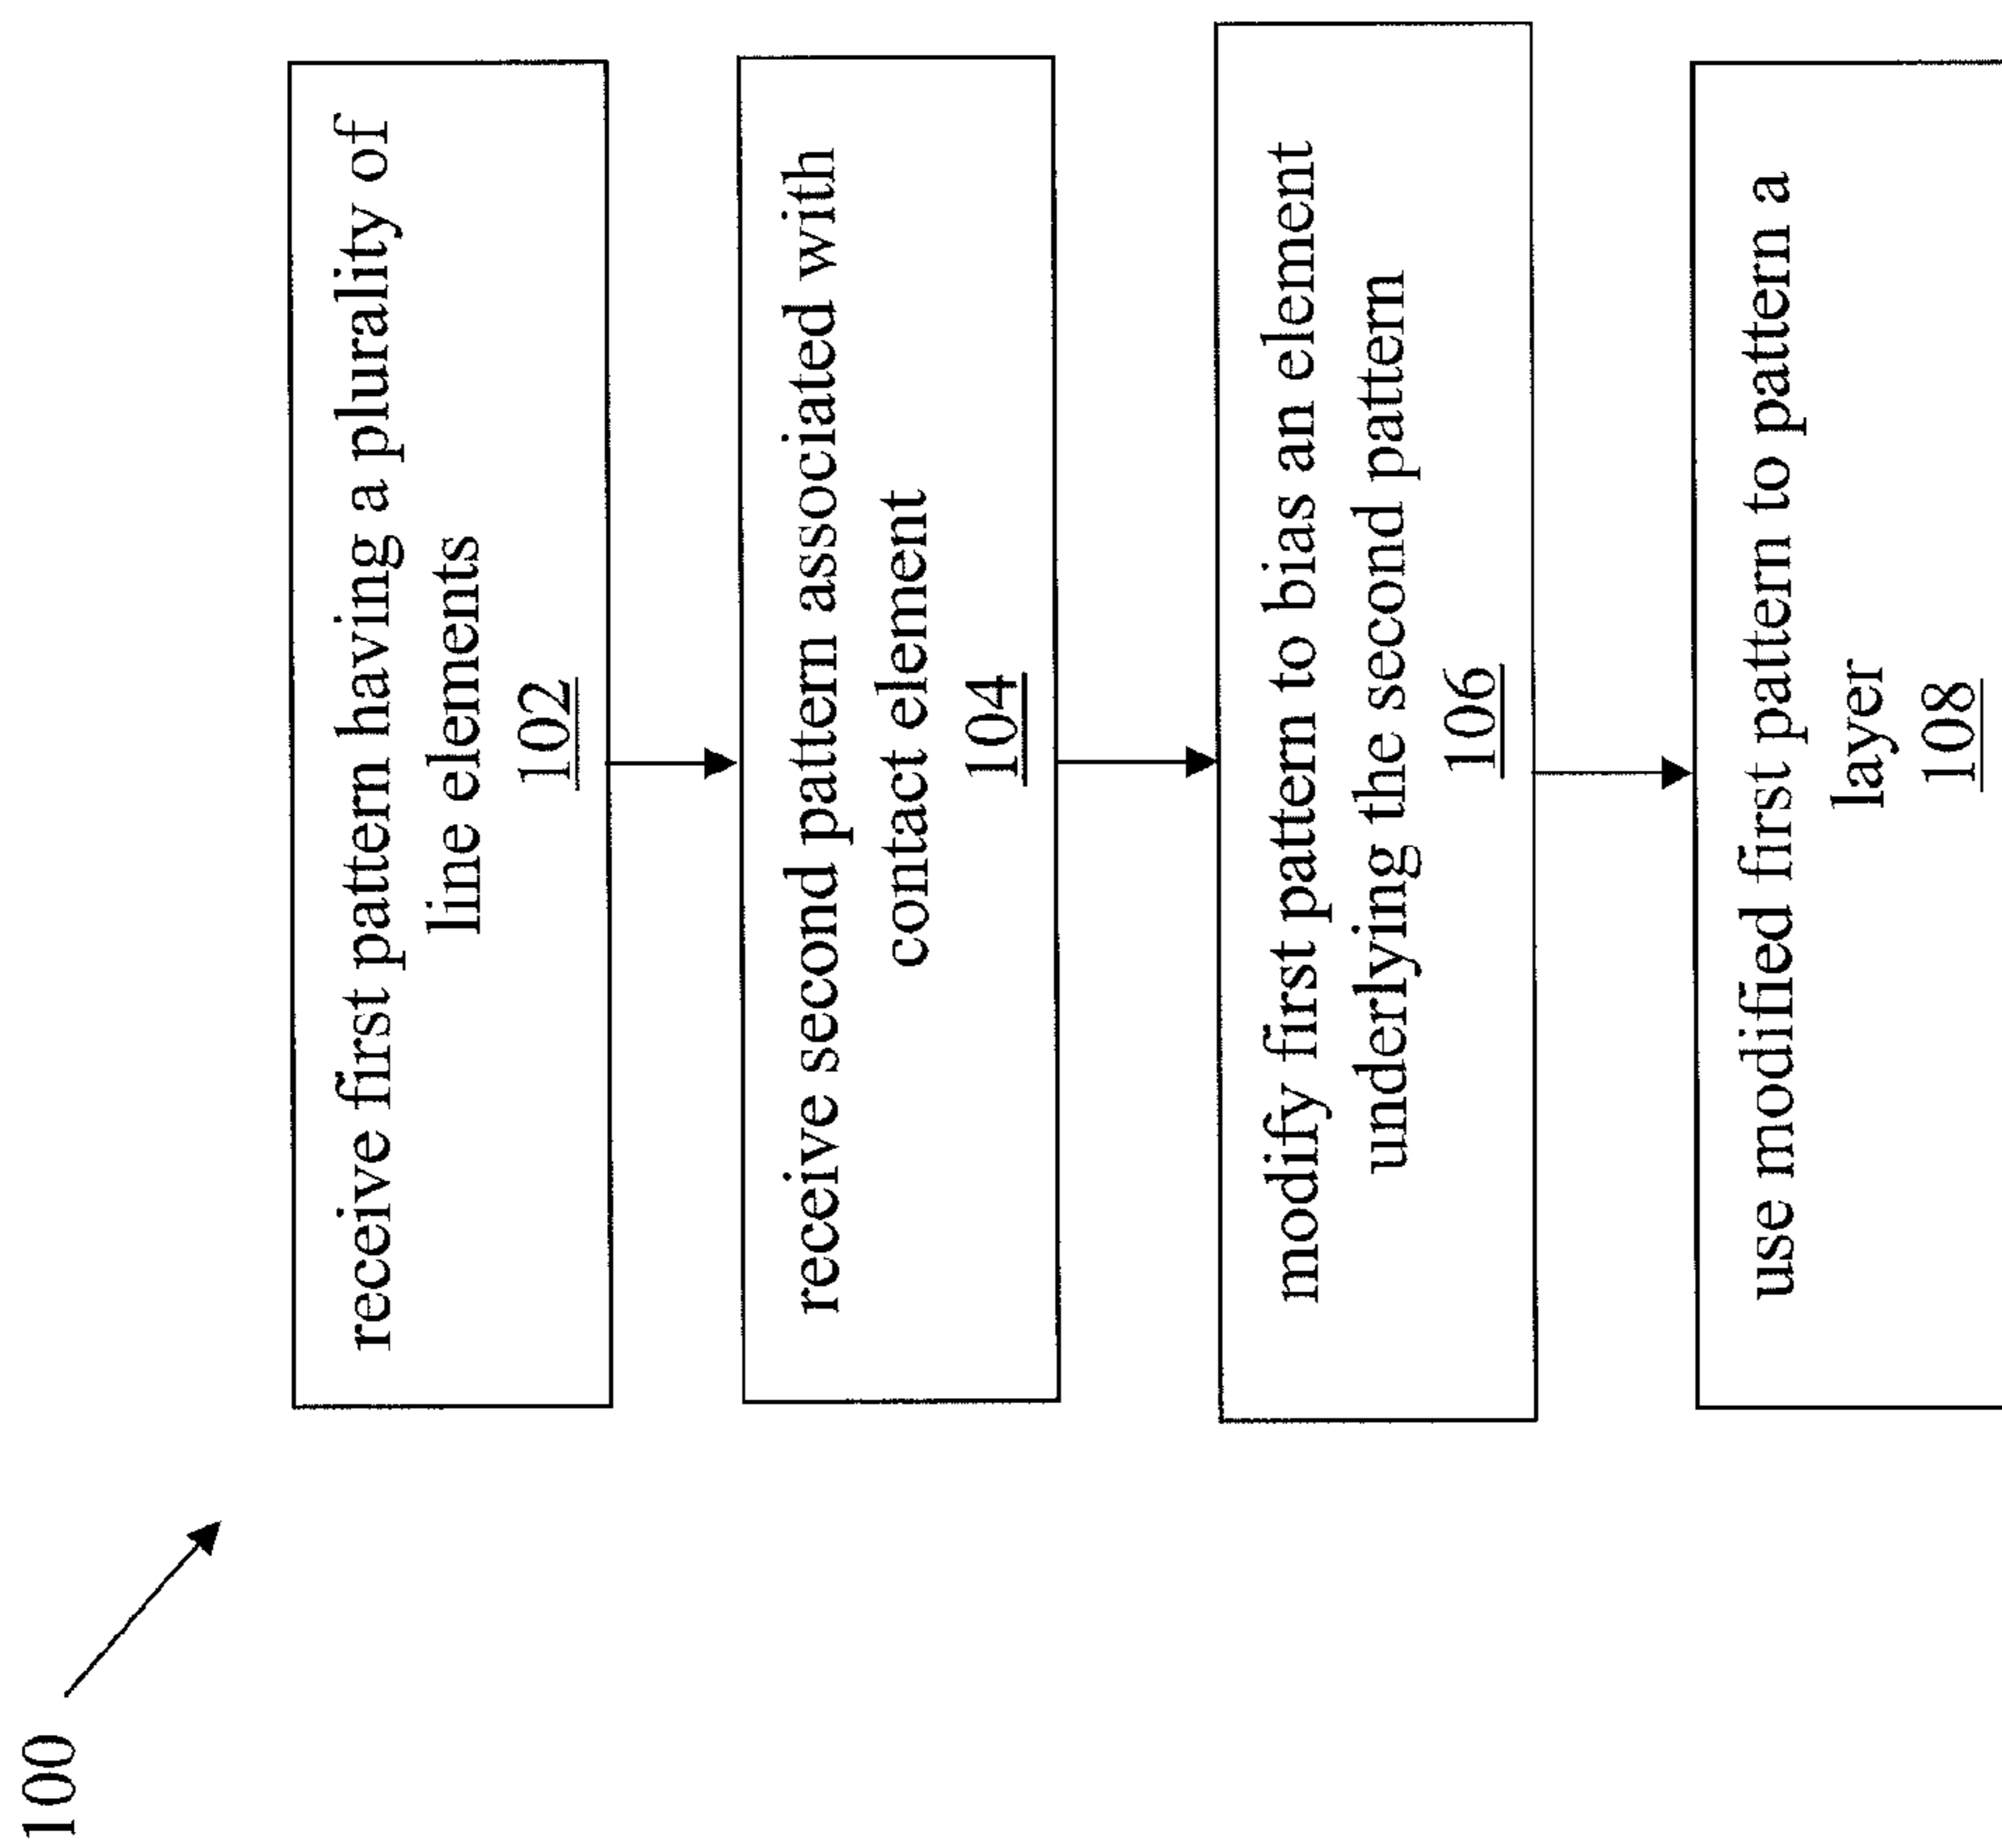 100
receive first pattern having a plurality of
line elements
102
receive second pattern associated with
contact element
104
modify first pattern to bias an element
underlying the second pattern
106
use modified first pattern to pattern a
layer
108